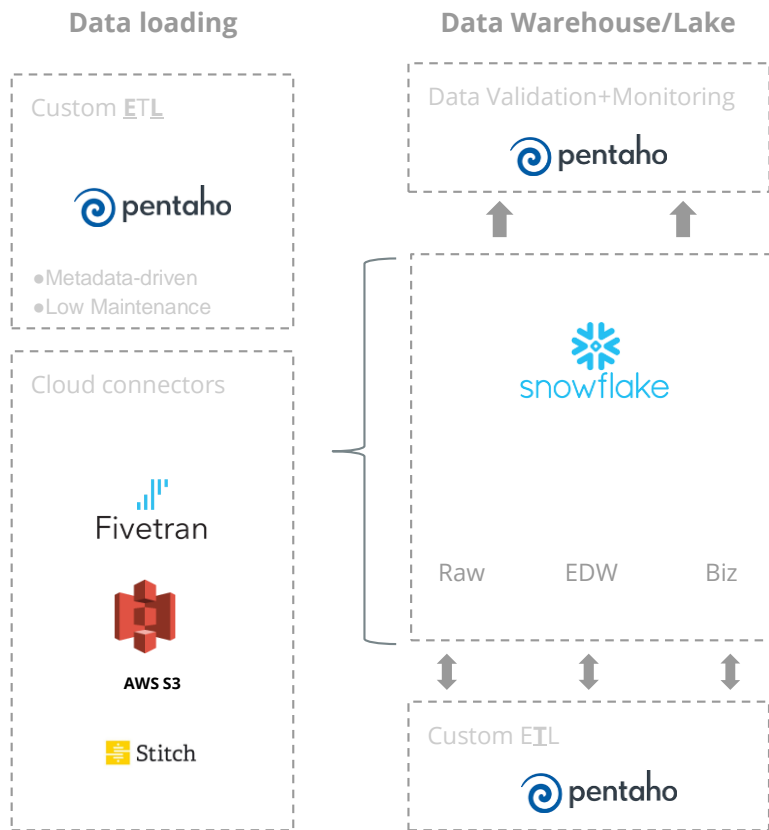 Data loading
Custom ETL
pentaho
●Metadata-driven
●Low Maintenance
Cloud connectors
Fivetran
AWS S3
Stitch
Data Warehouse/Lake
Data Validation+Monitoring
pentaho
snowflake
Raw EDW Biz
Custom ETL
pentaho